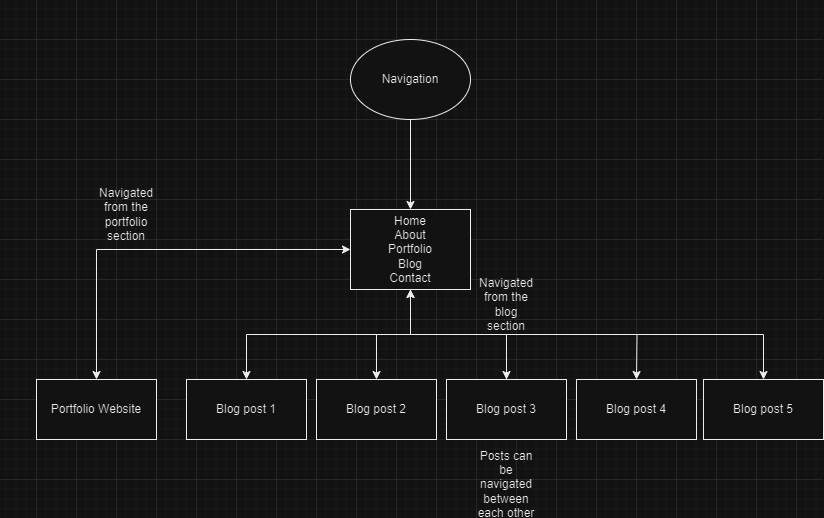 Navigation
Navigated
from the
portfolio
section
Home
About
Portfolio
Blog
Contact
Navigated
from the
blog
section
Portfolio Website
Blog post 1
Blog post 2
Blog post 3
Blog post 4
Blog post 5
Posts can
be
navigated
between
each other